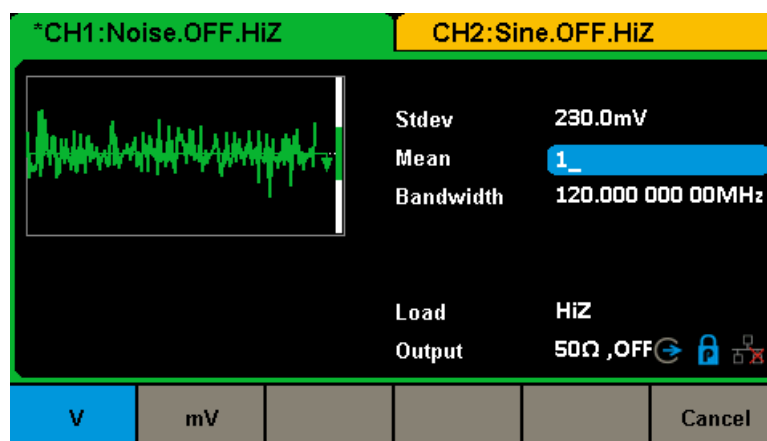 *CH1:Noise.OFF.HiZ CH2:Sine.OFF.HiZ
Stdev 230.0mV
Mean 1_
Bandwidth 120.000 000 00MHz
Load HiZ
Output 50Ω ,OFF P
V mV Cancel